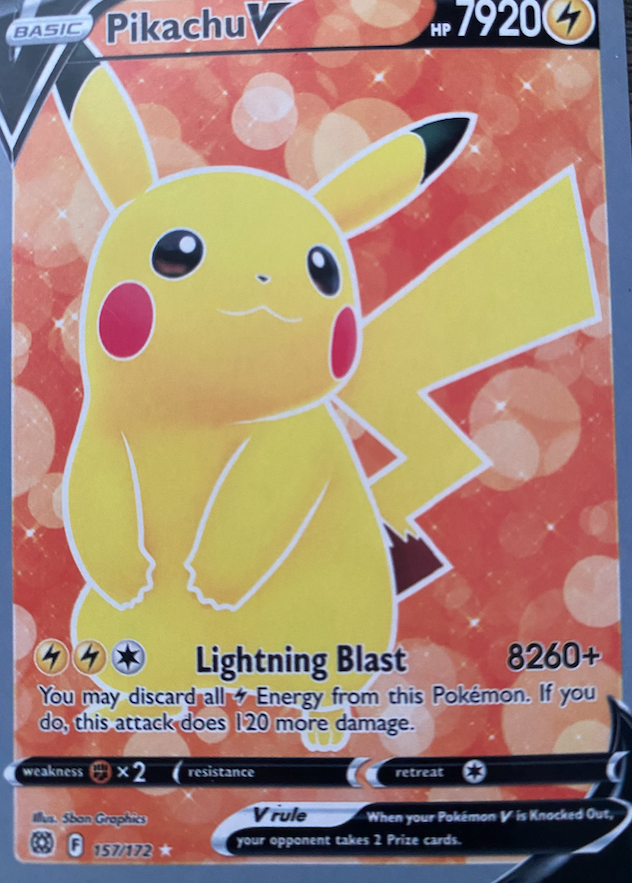 BASIC Pikachu V HP 7920
Lightning Blast 8260+
You may discard all Energy from this Pokémon. If you
do, this attack does 120 more damage.
weakness ×2 resistance retreat
Illus. 5ban Graphics
V rule When your Pokémon V is Knocked Out,
your opponent takes 2 Prize cards.
F 157/172